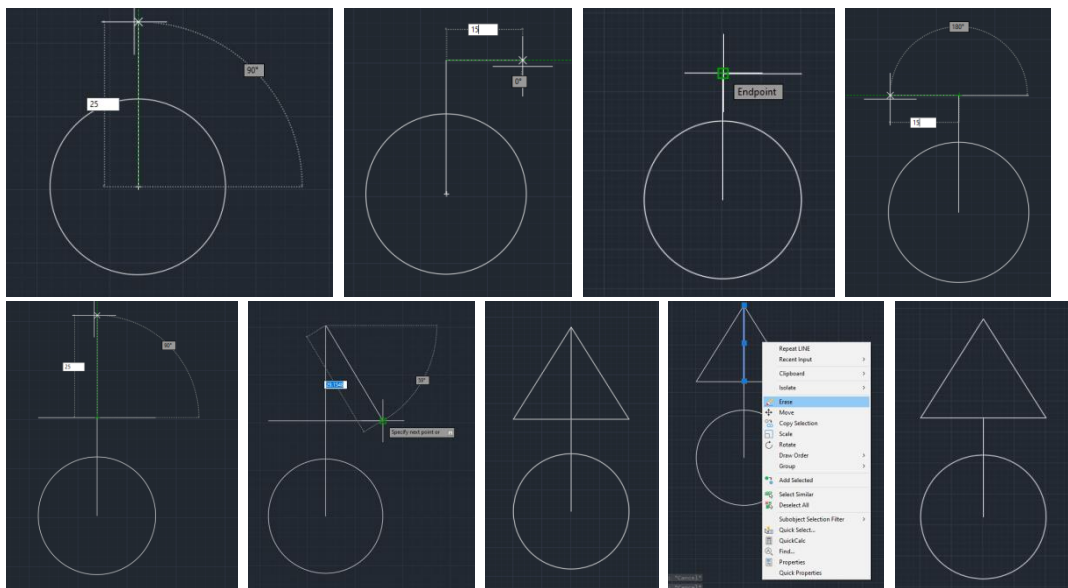 90°
25
15
0°
Endpoint
180°
15
25
Specify next point or
Repeat LINE
Recent Input
Clipboard
Isolate
Erase
Move
Copy Selection
Scale
Rotate
Draw Order
Group
Add Selected
Select Similar
Deselect All
Subobject Selection Filter
Quick Select...
QuickCalc
Find...
Properties
Quick Properties